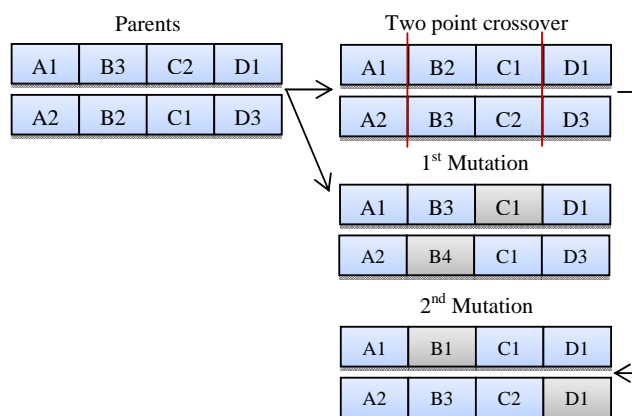 Parents
A1 B3 C2 D1
A2 B2 C1 D3
Two point crossover
A1 B2 C1 D1
A2 B3 C2 D3
1st Mutation
A1 B3 C1 D1
A2 B4 C1 D3
2nd Mutation
A1 B1 C1 D1
A2 B3 C2 D1